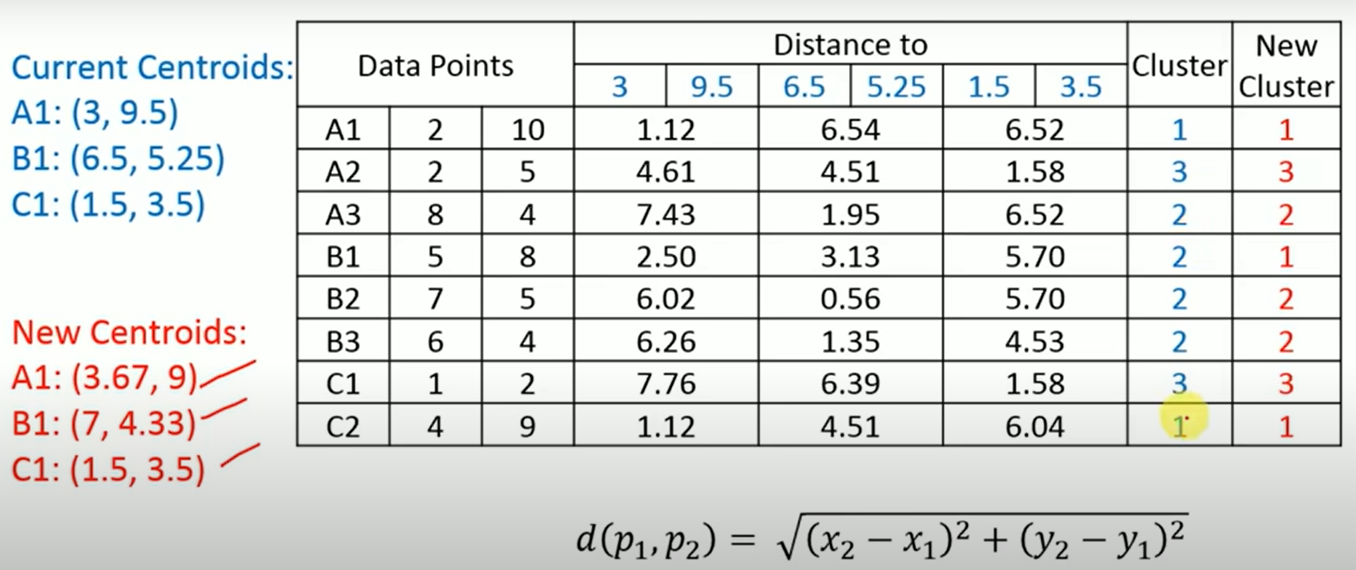 Current Centroids:
A1: (3, 9.5)
B1: (6.5, 5.25)
C1: (1.5, 3.5)
New Centroids:
A1: (3.67, 9)
B1: (7, 4.33)
C1: (1.5, 3.5)
Data Points Distance to Cluster New Cluster
3 9.5 6.5 5.25 1.5 3.5
A1 2 10 1.12 6.54 6.52 1 1
A2 2 5 4.61 4.51 1.58 3 3
A3 8 4 7.43 1.95 6.52 2 2
B1 5 8 2.50 3.13 5.70 2 1
B2 7 5 6.02 0.56 5.70 2 2
B3 6 4 6.26 1.35 4.53 2 2
C1 1 2 7.76 6.39 1.58 3 3
C2 4 9 1.12 4.51 6.04 1 1
d(p₁, p₂) = √(x₂ − x₁)² + (y₂ − y₁)²